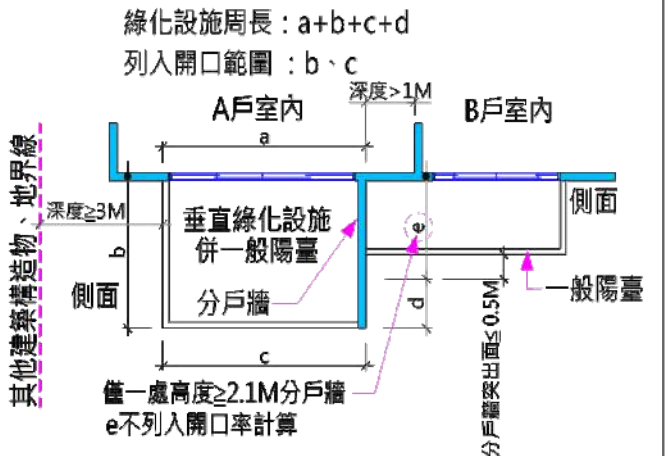 綠化設施周長：a+b+c+d
列入開口範圍：b、c
深度>1M
A戶室內
B戶室內
a
其他建築構造物、地界線
深度≧3M
垂直綠化設施
併一般陽臺
e
側面
b
側面
分戶牆
d
一般陽臺
c
分戶牆突出面≦0.5M
僅一處高度≧2.1M分戶牆
e不列入開口率計算